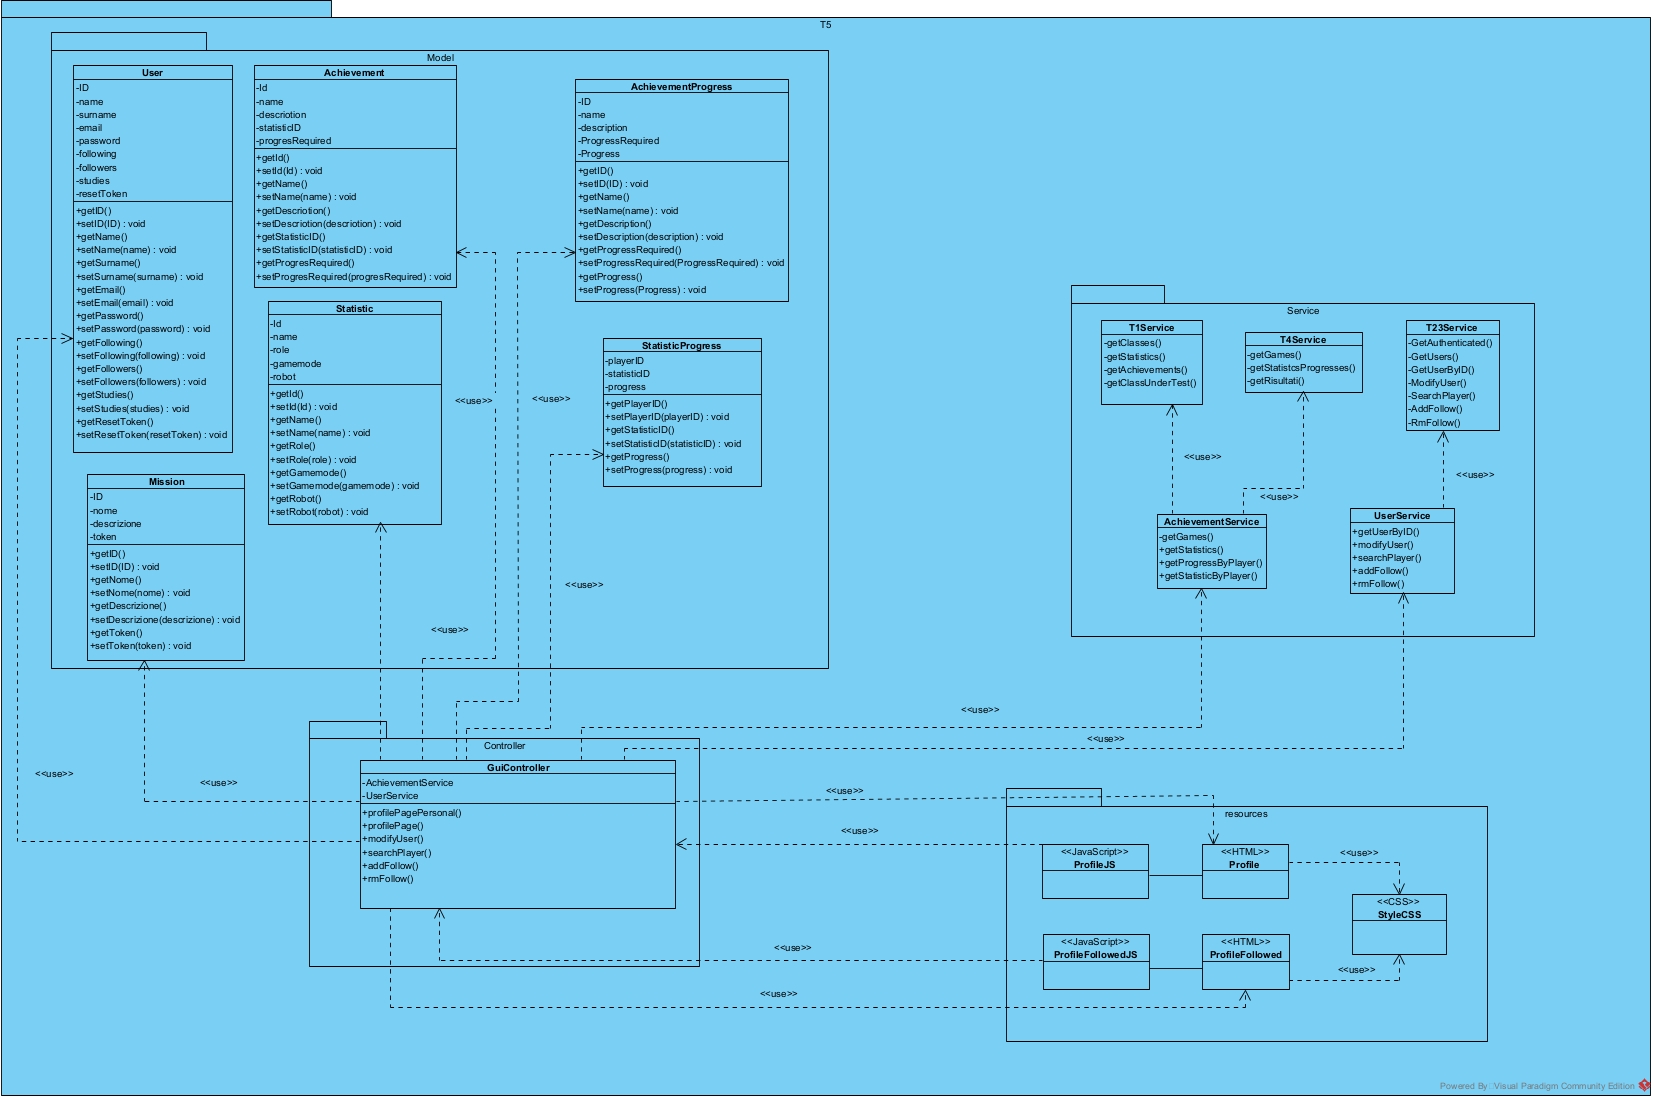 T5
Model
User
-ID
-name
-surname
-email
-password
-following
-followers
-studies
-resetToken
+getID()
+setID(ID) : void
+getName()
+setName(name) : void
+getSurname()
+setSurname(surname) : void
+getEmail()
+setEmail(email) : void
+getPassword()
+setPassword(password) : void
+getFollowing()
+setFollowing(following) : void
+getFollowers()
+setFollowers(followers) : void
+getStudies()
+setStudies(studies) : void
+getResetToken()
+setResetToken(resetToken) : void
Achievement
-Id
-name
-descriotion
-statisticID
-progresRequired
+getId()
+setId(Id) : void
+getName()
+setName(name) : void
+getDescriotion()
+setDescriotion(descriotion) : void
+getStatisticID()
+setStatisticID(statisticID) : void
+getProgresRequired()
+setProgresRequired(progresRequired) : void
AchievementProgress
-ID
-name
-description
-ProgressRequired
-Progress
+getID()
+setID(ID) : void
+getName()
+setName(name) : void
+getDescription()
+setDescription(description) : void
+getProgressRequired()
+setProgressRequired(ProgressRequired) : void
+getProgress()
+setProgress(Progress) : void
Statistic
-Id
-name
-role
-gamemode
-robot
+getId()
+setId(Id) : void
+getName()
+setName(name) : void
+getRole()
+setRole(role) : void
+getGamemode()
+setGamemode(gamemode) : void
+getRobot()
+setRobot(robot) : void
StatisticProgress
-playerID
-statisticID
-progress
+getPlayerID()
+setPlayerID(playerID) : void
+getStatisticID()
+setStatisticID(statisticID) : void
+getProgress()
+setProgress(progress) : void
Mission
-ID
-nome
-descrizione
-token
+getID()
+setID(ID) : void
+getNome()
+setNome(nome) : void
+getDescrizione()
+setDescrizione(descrizione) : void
+getToken()
+setToken(token) : void
<<use>>
<<use>>
<<use>>
<<use>>
Service
T1Service
-getClasses()
-getStatistics()
-getAchievements()
-getClassUnderTest()
T4Service
-getGames()
-getStatistcsProgresses()
-getRisultati()
T23Service
-GetAuthenticated()
-GetUsers()
-GetUserByID()
-ModifyUser()
-SearchPlayer()
-AddFollow()
-RmFollow()
<<use>>
<<use>>
<<use>>
AchievementService
-getGames()
+getStatistics()
+getProgressByPlayer()
+getStatisticByPlayer()
UserService
+getUserByID()
+modifyUser()
+searchPlayer()
+addFollow()
+rmFollow()
<<use>>
<<use>>
<<use>>
<<use>>
Controller
GuiController
-AchievementService
-UserService
+profilePagePersonal()
+profilePage()
+modifyUser()
+searchPlayer()
+addFollow()
+rmFollow()
<<use>>
<<use>>
<<use>>
<<use>>
resources
<<JavaScript>>
ProfileJS
<<HTML>>
Profile
<<use>>
<<CSS>>
StyleCSS
<<JavaScript>>
ProfileFollowedJS
<<HTML>>
ProfileFollowed
<<use>>
Powered By Visual Paradigm Community Edition